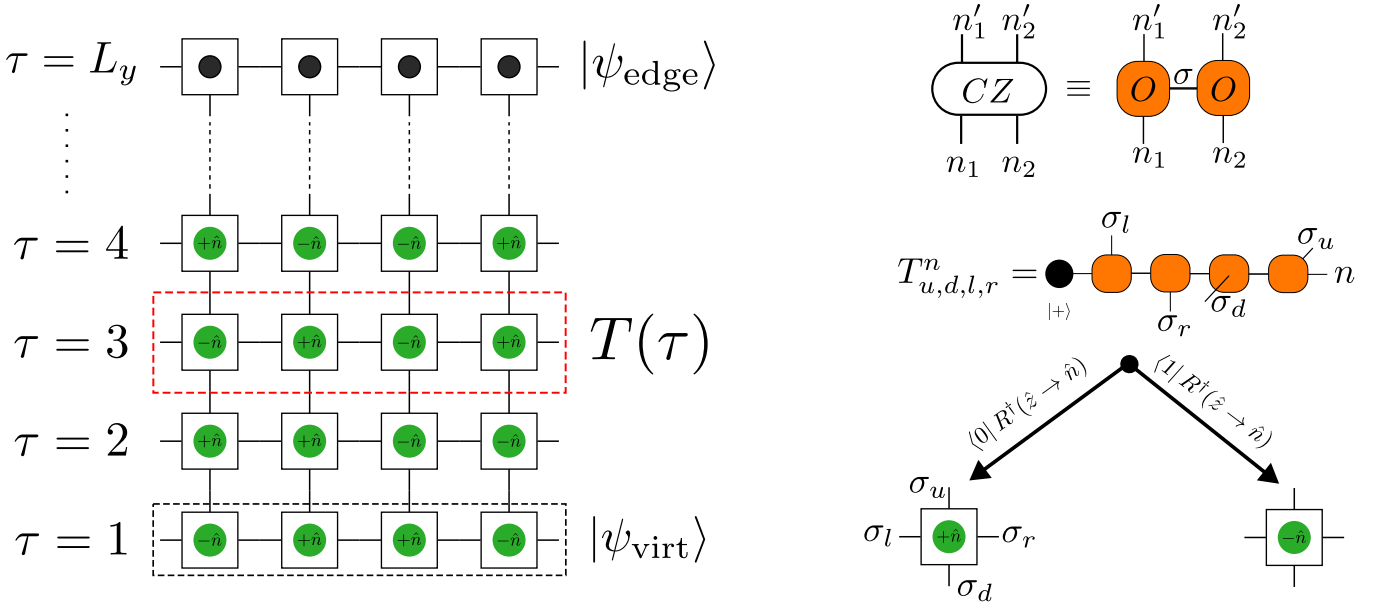 τ = L_y |ψ_edge⟩
τ = 4 +n̂ −n̂ −n̂ +n̂
τ = 3 −n̂ +n̂ −n̂ +n̂ T(τ)
τ = 2 +n̂ +n̂ −n̂ −n̂
τ = 1 −n̂ +n̂ +n̂ −n̂ |ψ_virt⟩
n′_1 n′_2 n′_1 n′_2
CZ ≡ O σ O
n_1 n_2 n_1 n_2
σ_l σ_u
T^n_{u,d,l,r} = n
|+⟩ σ_r σ_d
⟨0| R^†(ẑ → n̂) ⟨1| R^†(ẑ → n̂)
σ_u
σ_l +n̂ σ_r −n̂
σ_d